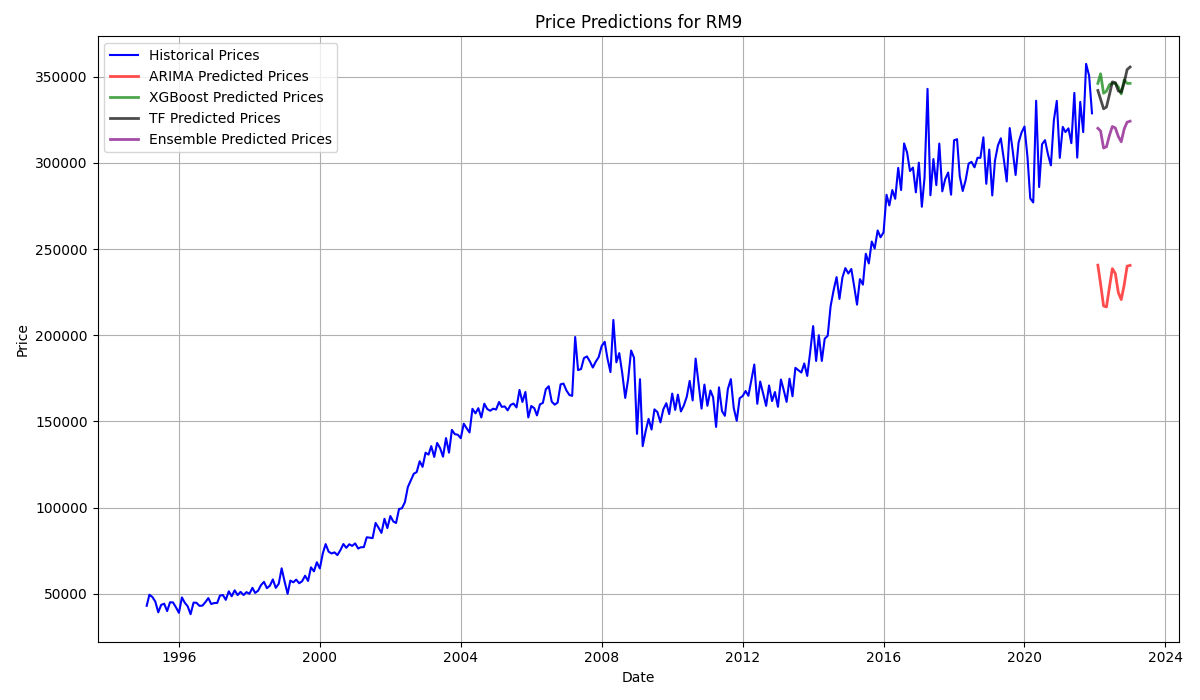 Price Predictions for RM9
Historical Prices
ARIMA Predicted Prices
XGBoost Predicted Prices
TF Predicted Prices
Ensemble Predicted Prices
350000
300000
250000
200000
150000
100000
50000
Price
1996 2000 2004 2008 2012 2016 2020 2024
Date